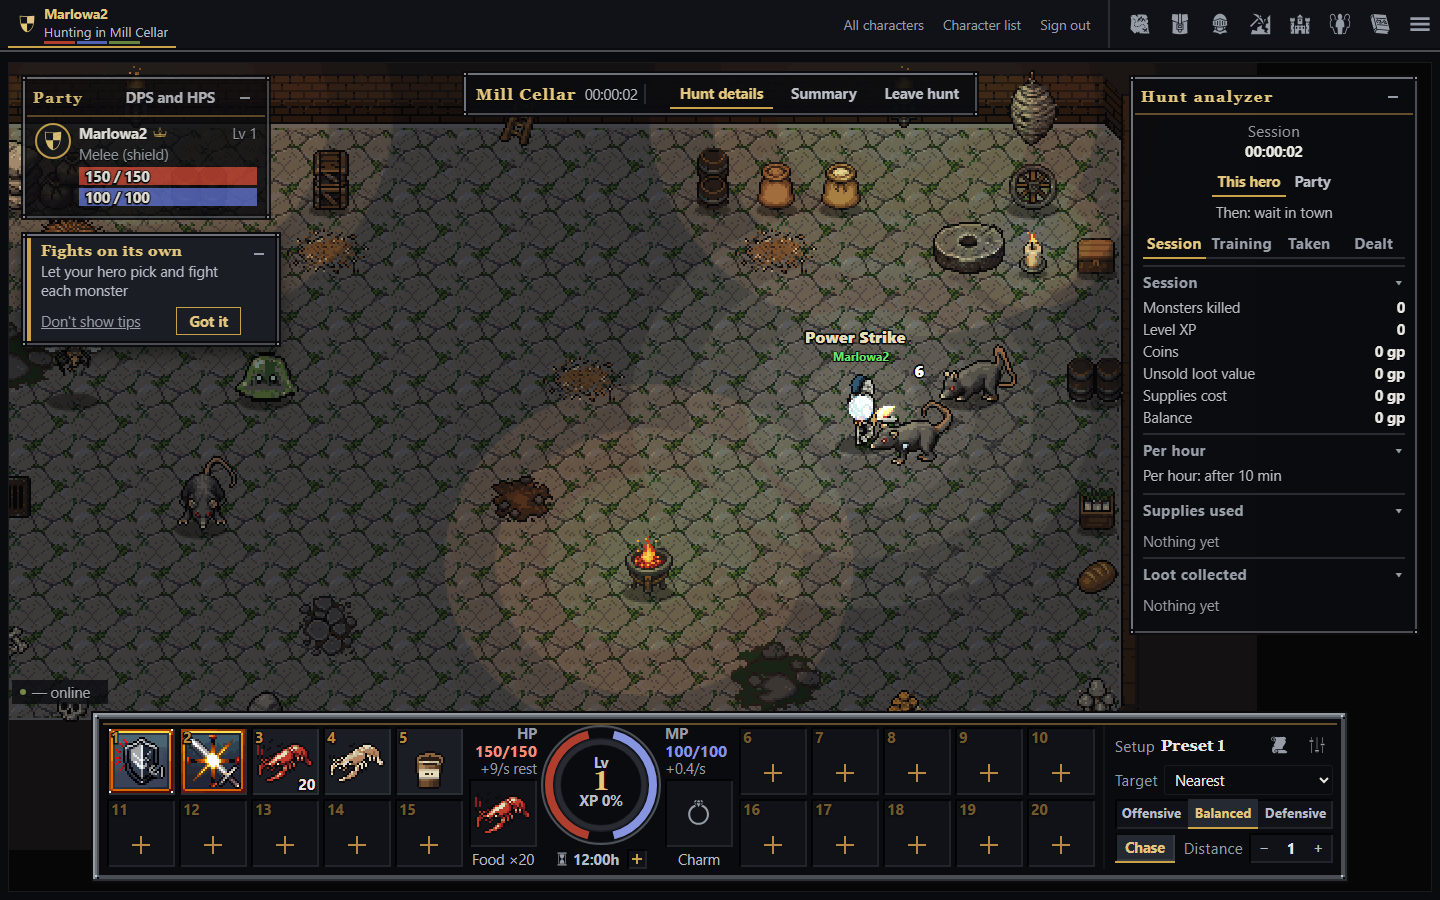 Marlowa2
Hunting in Mill Cellar
All characters
Character list
Sign out
Party
DPS and HPS
Marlowa2
Lv 1
Melee (shield)
150 / 150
100 / 100
Fights on its own
Let your hero pick and fight
each monster
Don't show tips
Got it
Mill Cellar 00:00:02
Hunt details
Summary
Leave hunt
Power Strike
Marlowa2
6
Hunt analyzer
Session
00:00:02
This hero
Party
Then: wait in town
Session
Training
Taken
Dealt
Session
Monsters killed 0
Level XP 0
Coins 0 gp
Unsold loot value 0 gp
Supplies cost 0 gp
Balance 0 gp
Per hour
Per hour: after 10 min
Supplies used
Nothing yet
Loot collected
Nothing yet
— online
1
2
3
20
4
5
11
12
13
14
15
HP
150/150
+9/s rest
Food ×20
Lv
1
XP 0%
12:00h
+
MP
100/100
+0.4/s
Charm
6
7
8
9
10
16
17
18
19
20
Setup Preset 1
Target Nearest
Offensive
Balanced
Defensive
Chase
Distance
− 1 +